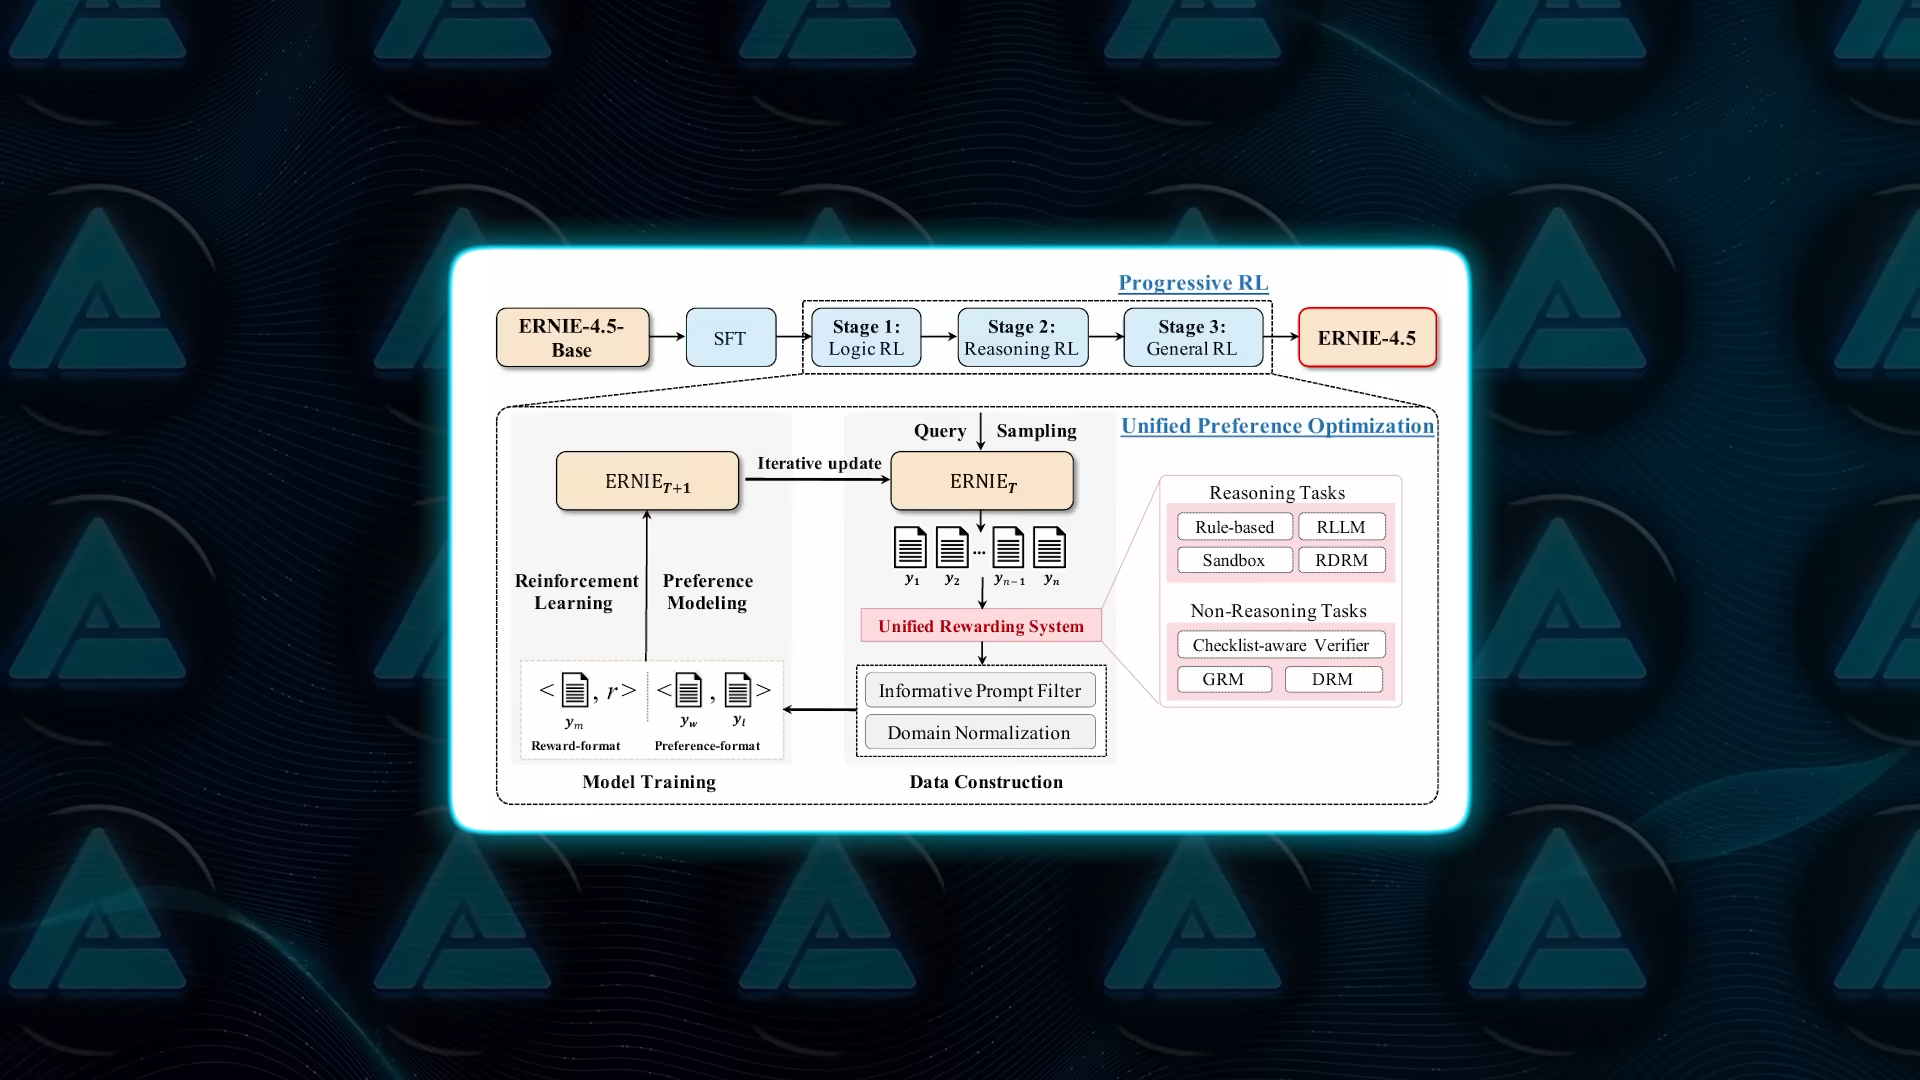 Progressive RL
ERNIE-4.5-
Base
SFT
Stage 1:
Logic RL
Stage 2:
Reasoning RL
Stage 3:
General RL
ERNIE-4.5
Unified Preference Optimization
Query
Sampling
ERNIE_{T+1}
Iterative update
ERNIE_T
y_1
y_2
...
y_{n-1}
y_n
Reinforcement
Learning
Preference
Modeling
Unified Rewarding System
Informative Prompt Filter
Domain Normalization
< , r >
y_m
Reward-format
< , >
y_w
y_l
Preference-format
Model Training
Data Construction
Reasoning Tasks
Rule-based
RLLM
Sandbox
RDRM
Non-Reasoning Tasks
Checklist-aware Verifier
GRM
DRM